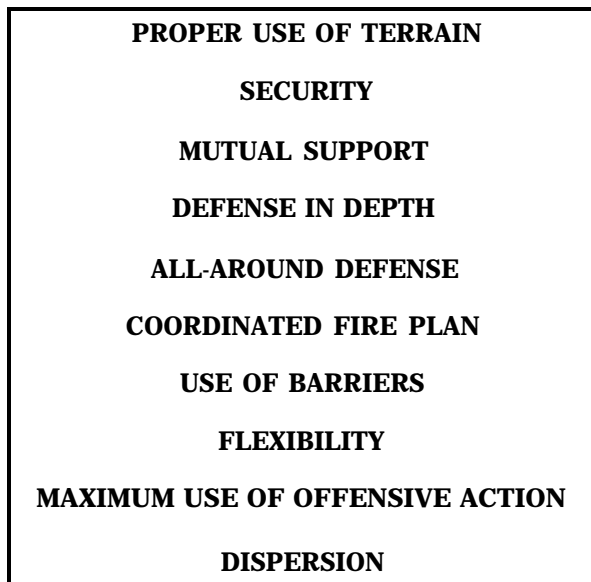 PROPER USE OF TERRAIN
SECURITY
MUTUAL SUPPORT
DEFENSE IN DEPTH
ALL-AROUND DEFENSE
COORDINATED FIRE PLAN
USE OF BARRIERS
FLEXIBILITY
MAXIMUM USE OF OFFENSIVE ACTION
DISPERSION